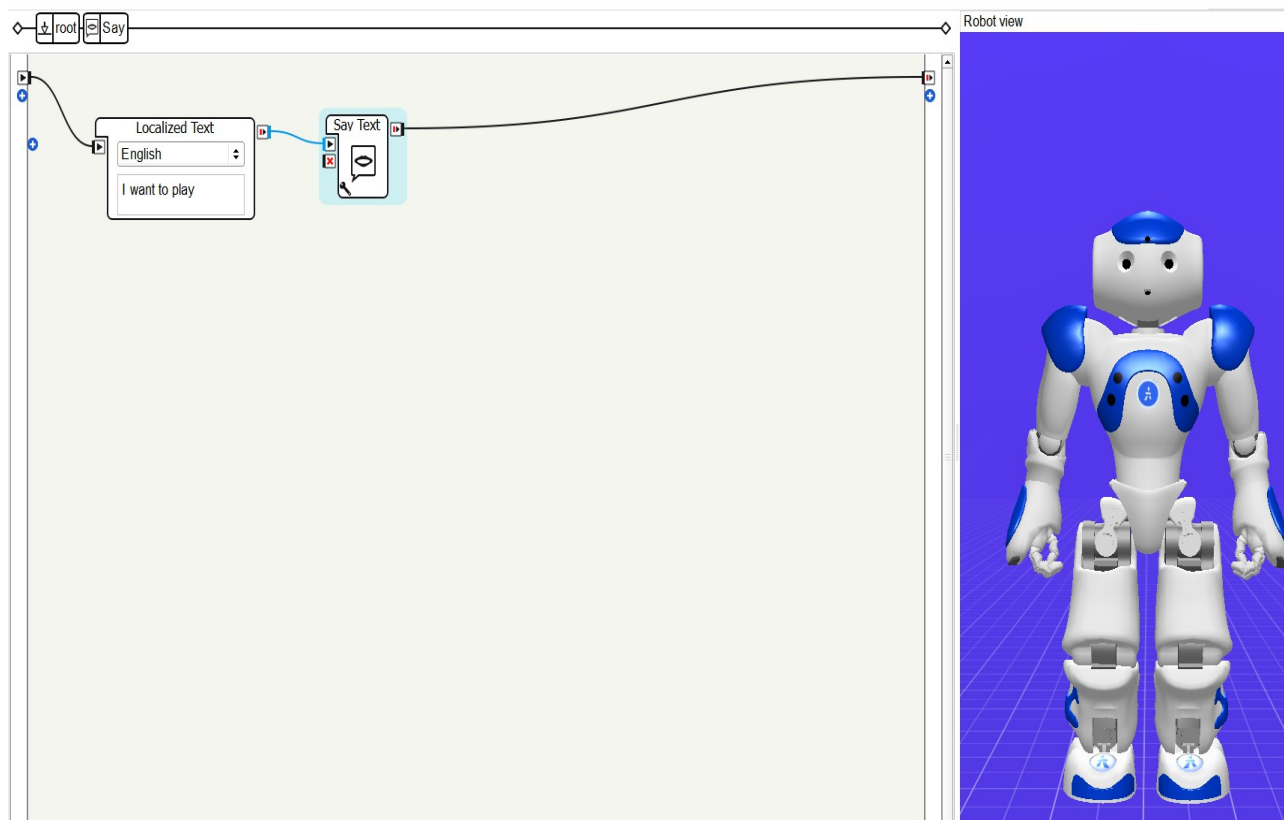 root
Say
Robot view
Localized Text
English
I want to play
Say Text